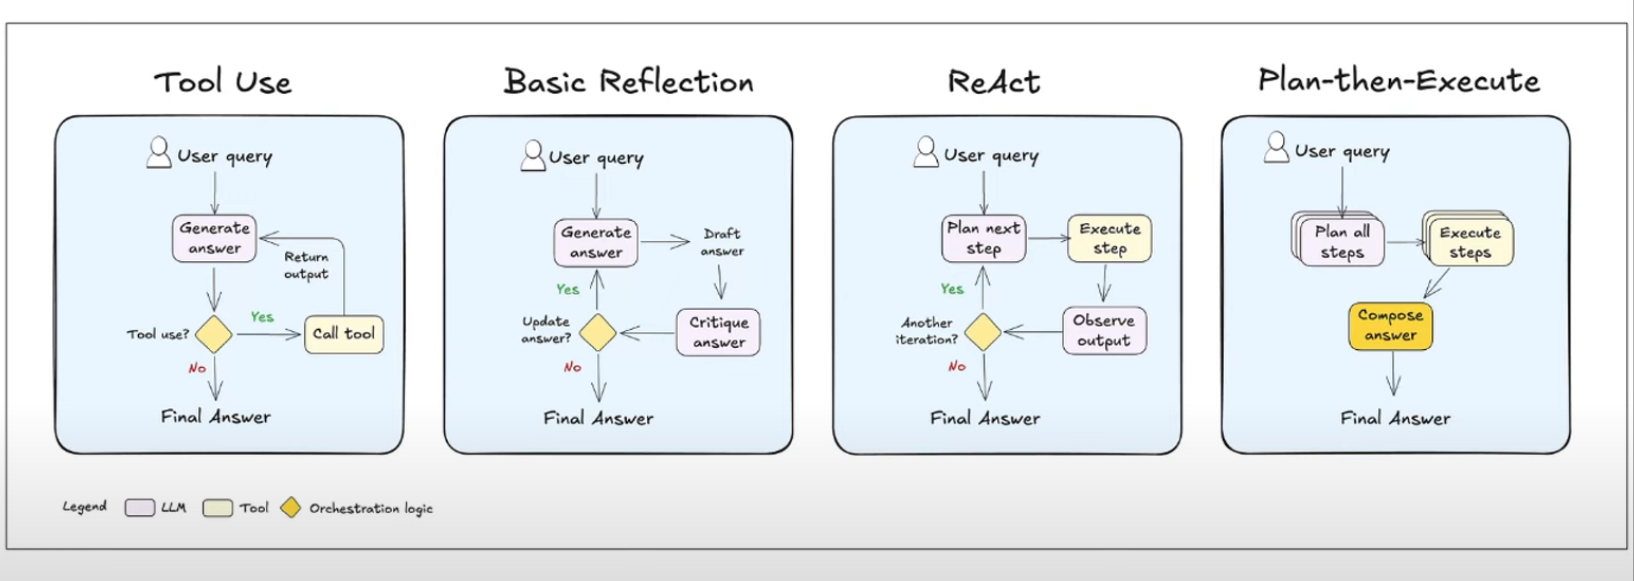 Tool Use
User query
Generate
answer
Return
output
Tool use?
Yes
Call tool
No
Final Answer
Basic Reflection
User query
Generate
answer
Draft
answer
Yes
Update
answer?
Critique
answer
No
Final Answer
ReAct
User query
Plan next
step
Execute
step
Yes
Another
iteration?
Observe
output
No
Final Answer
Plan-then-Execute
User query
Plan all
steps
Execute
steps
Compose
answer
Final Answer
Legend LLM Tool Orchestration logic